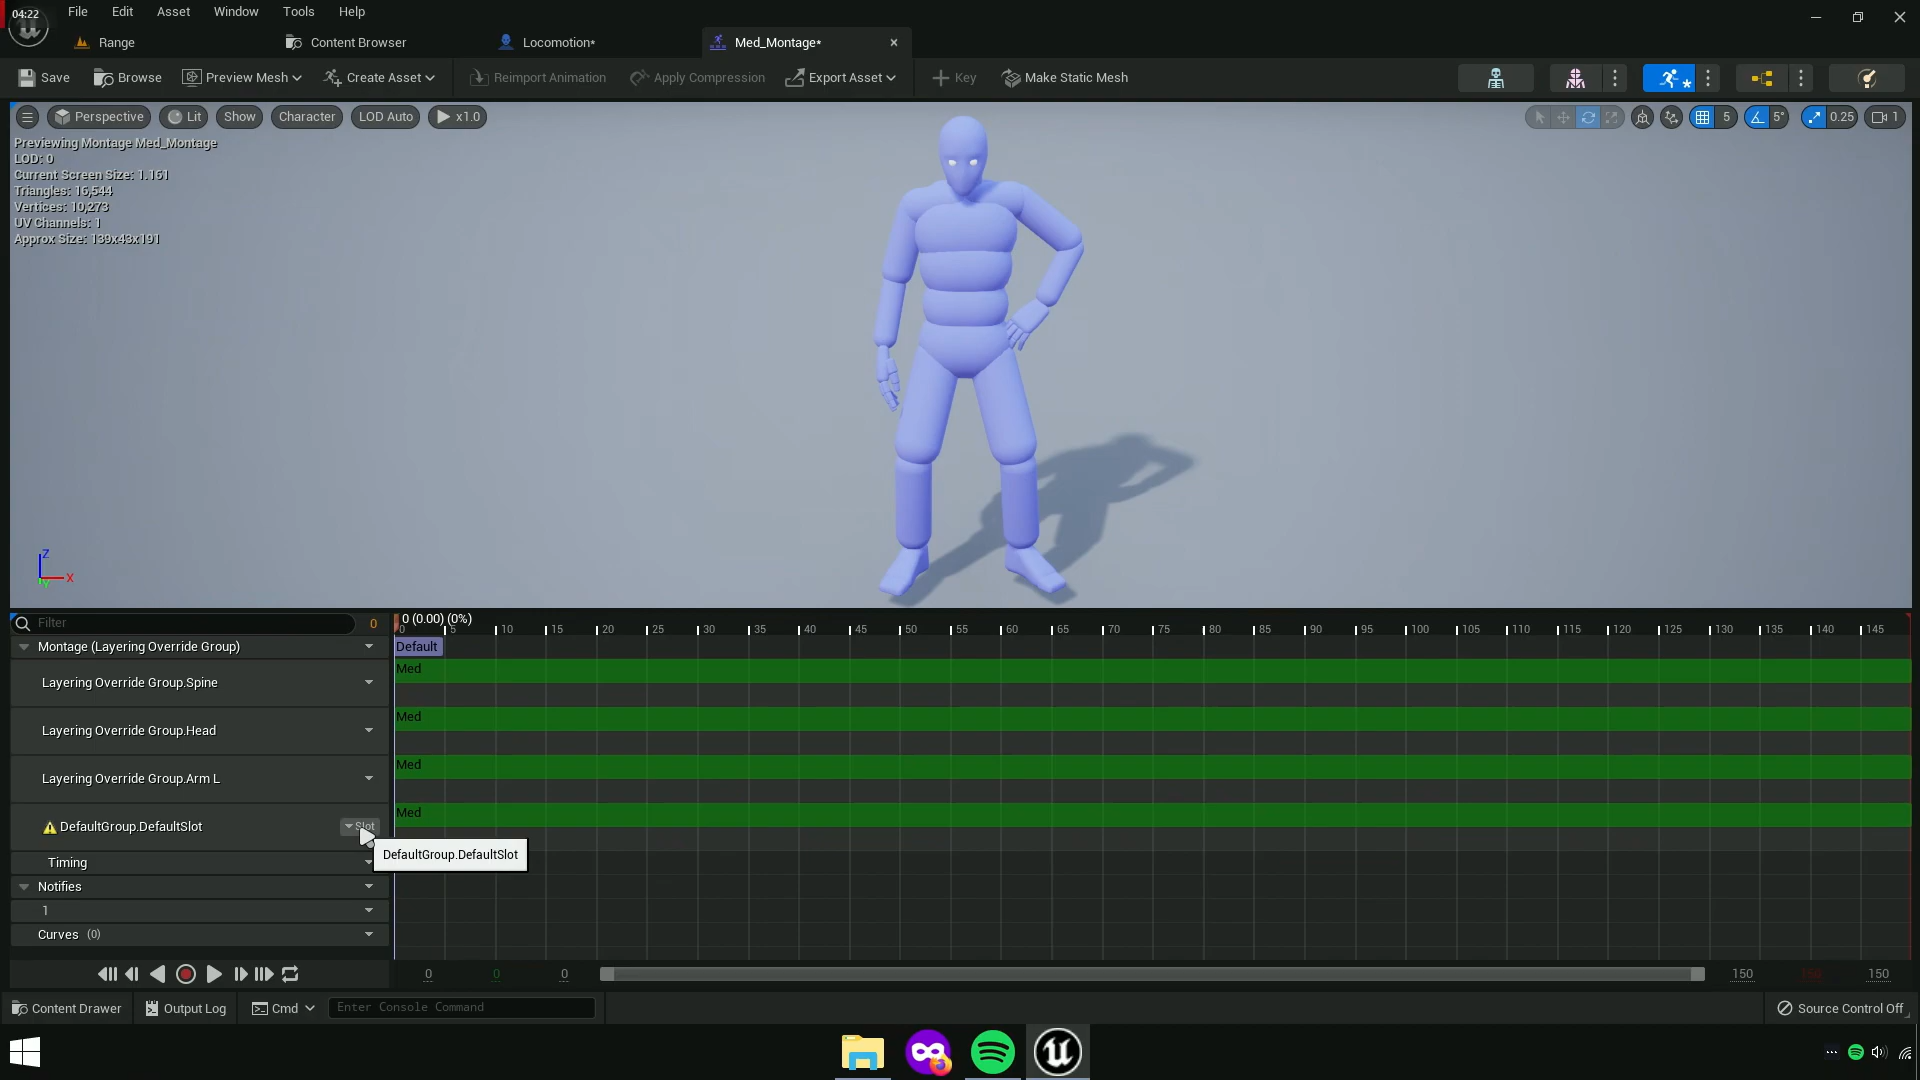 04:22
File Edit Asset Window Tools Help
Range Content Browser Locomotion* Med_Montage*
Save Browse Preview Mesh Create Asset Reimport Animation Apply Compression Export Asset Key Make Static Mesh
Perspective Lit Show Character LOD Auto x1.0 5 5° 0.25 1
Previewing Montage Med_Montage
LOD: 0
Current Screen Size: 1.161
Triangles: 16,544
Vertices: 10,273
UV Channels: 1
Approx Size: 139x43x191
Z
X
Y
Filter 0
0 (0.00) (0%)
0 5 10 15 20 25 30 35 40 45 50 55 60 65 70 75 80 85 90 95 100 105 110 115 120 125 130 135 140 145
Montage (Layering Override Group) Default
Med
Layering Override Group.Spine
Med
Layering Override Group.Head
Med
Layering Override Group.Arm L
Med
DefaultGroup.DefaultSlot Slot
DefaultGroup.DefaultSlot
Timing
Notifies
1
Curves (0)
0 0 0 150 150 150
Content Drawer Output Log Cmd Enter Console Command Source Control Off